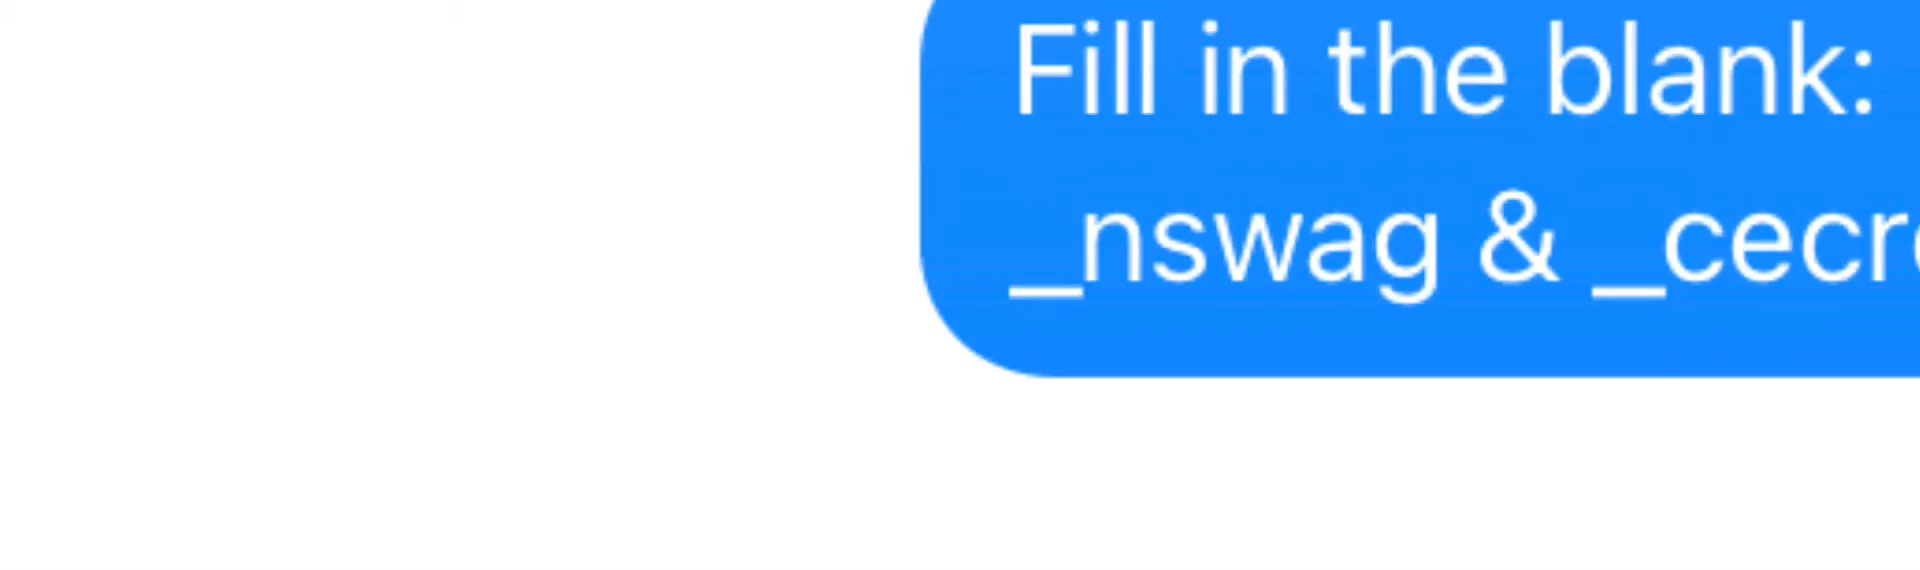 Fill in the blank:
_nswag & _cecr